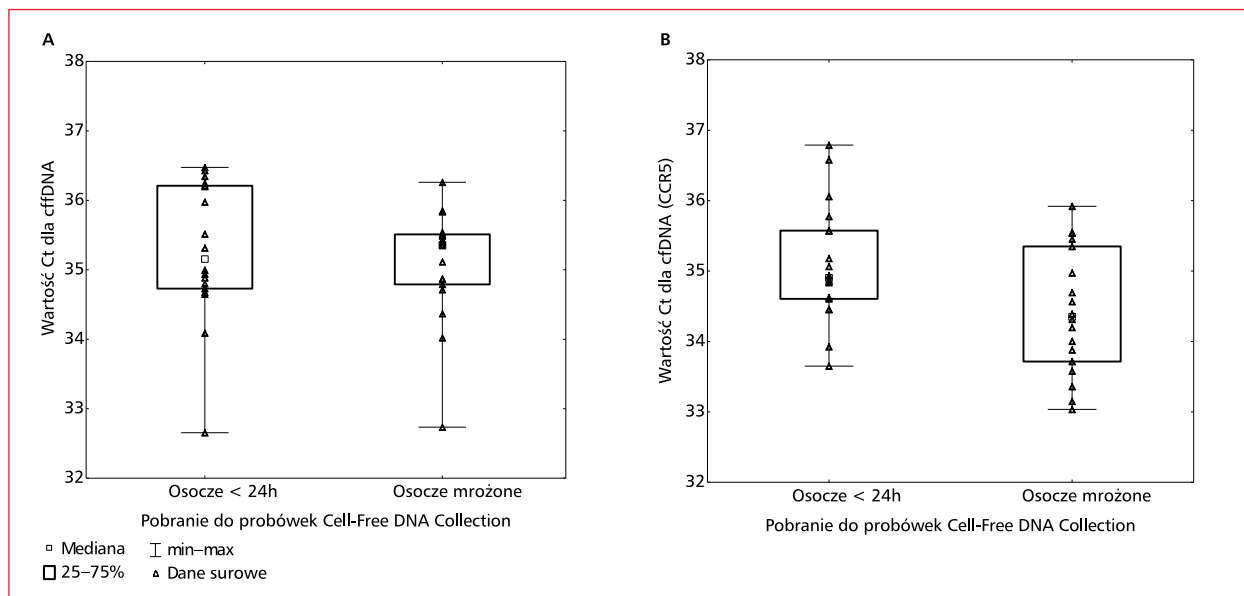 A
38
37
36
35
34
33
32
Wartość Ct dla cffDNA
Osocze < 24h
Osocze mrożone
Pobranie do probówek Cell-Free DNA Collection
Mediana
min–max
25–75%
Dane surowe
B
38
37
36
35
34
33
32
Wartość Ct dla cfDNA (CCR5)
Osocze < 24h
Osocze mrożone
Pobranie do probówek Cell-Free DNA Collection